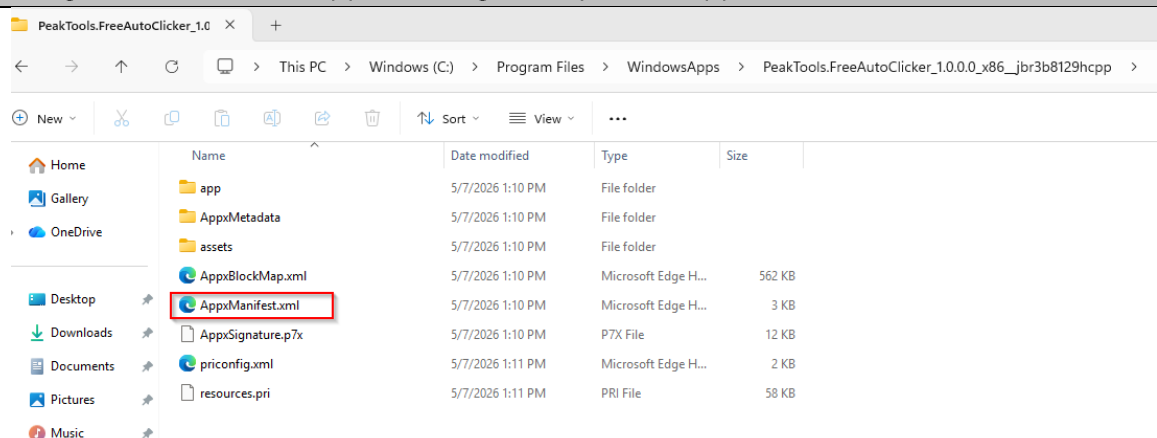 PeakTools.FreeAutoClicker_1.0
This PC > Windows (C:) > Program Files > WindowsApps > PeakTools.FreeAutoClicker_1.0.0.0_x86__jbr3b8129hcpp >
New Sort View ...
Name Date modified Type Size
Home
Gallery
OneDrive
Desktop
Downloads
Documents
Pictures
Music
app 5/7/2026 1:10 PM File folder
AppxMetadata 5/7/2026 1:10 PM File folder
assets 5/7/2026 1:10 PM File folder
AppxBlockMap.xml 5/7/2026 1:10 PM Microsoft Edge H... 562 KB
AppxManifest.xml 5/7/2026 1:10 PM Microsoft Edge H... 3 KB
AppxSignature.p7x 5/7/2026 1:10 PM P7X File 12 KB
priconfig.xml 5/7/2026 1:11 PM Microsoft Edge H... 2 KB
resources.pri 5/7/2026 1:11 PM PRI File 58 KB